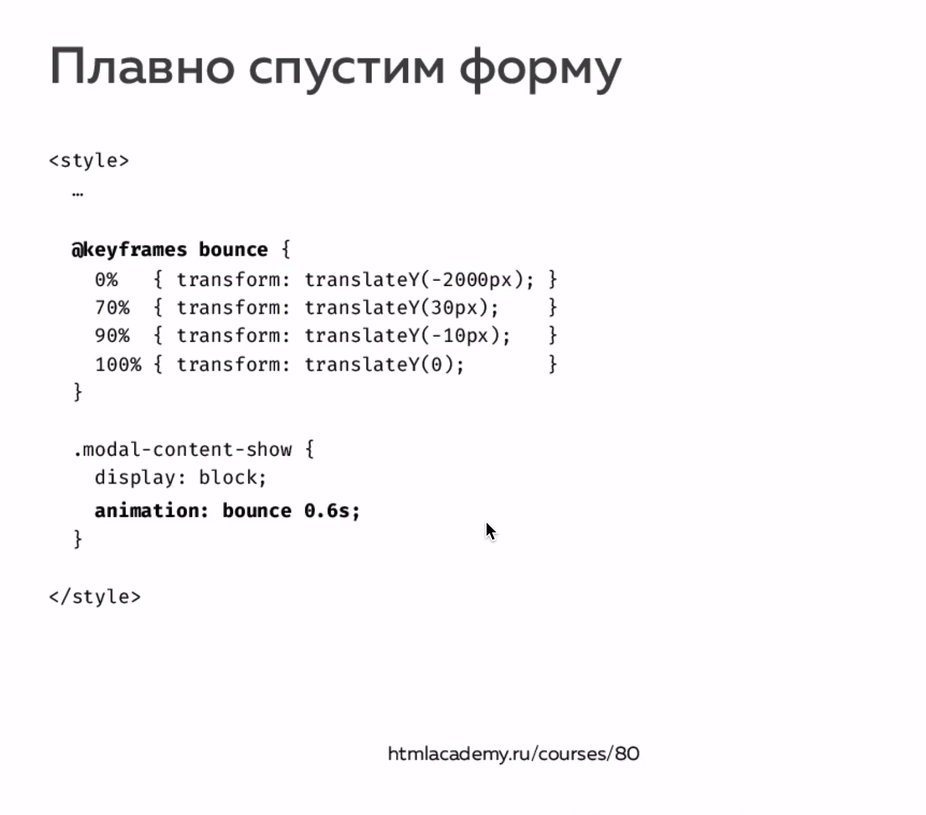 Плавно спустим форму
<style>
…
@keyframes bounce {
0% { transform: translateY(-2000px); }
70% { transform: translateY(30px); }
90% { transform: translateY(-10px); }
100% { transform: translateY(0); }
}
.modal-content-show {
display: block;
animation: bounce 0.6s;
}
</style>
htmlacademy.ru/courses/80